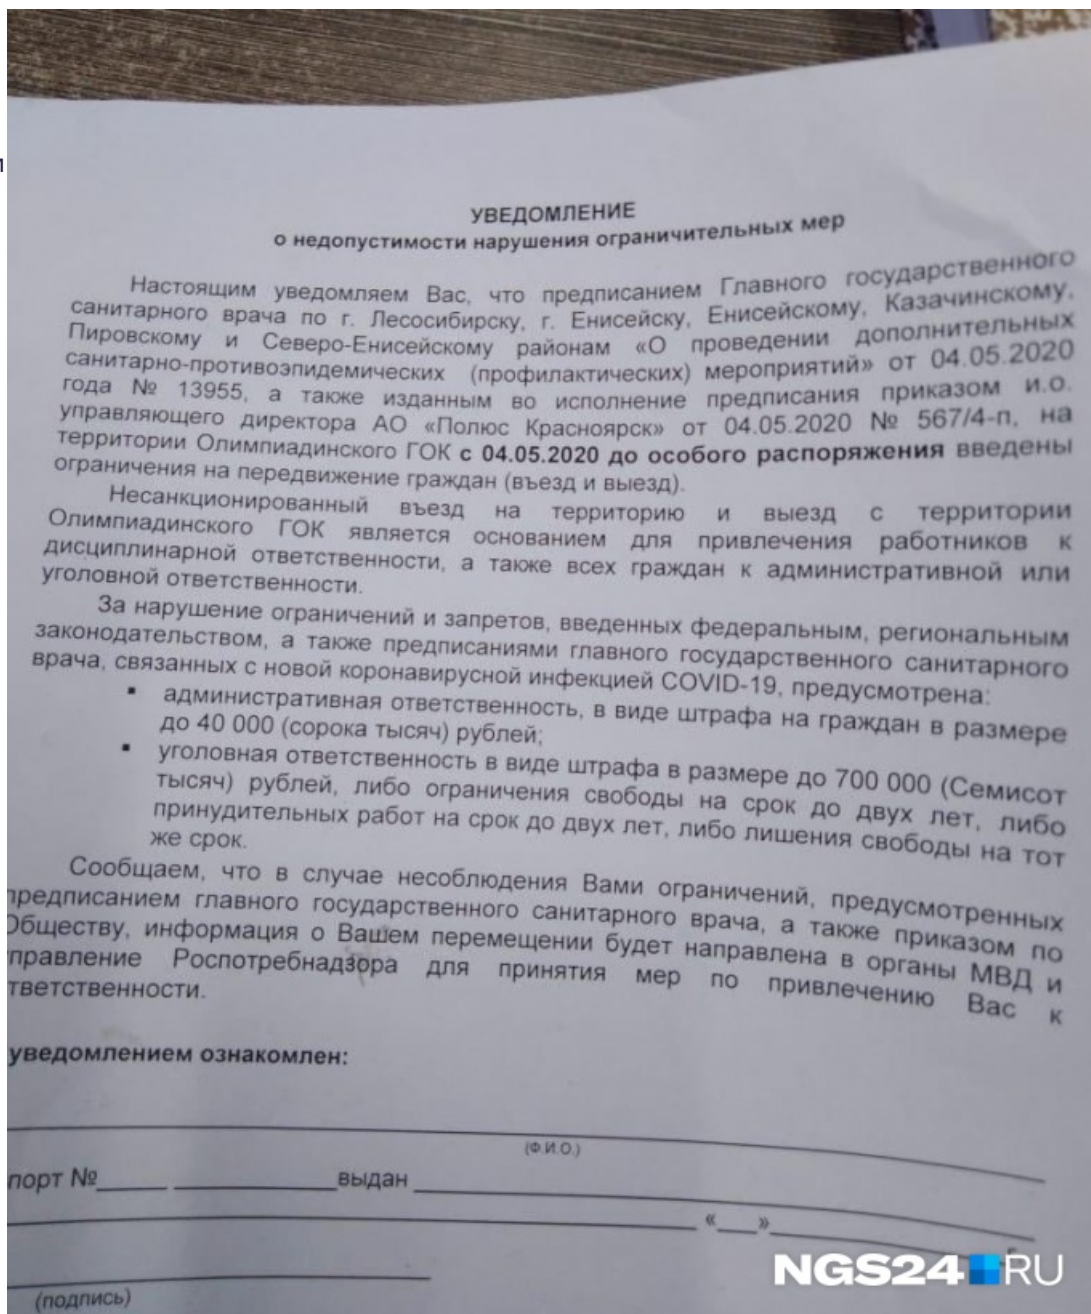 УВЕДОМЛЕНИЕ
о недопустимости нарушения ограничительных мер
Настоящим уведомляем Вас, что предписанием Главного государственного
санитарного врача по г. Лесосибирску, г. Енисейску, Енисейскому, Казачинскому,
Пировскому и Северо-Енисейскому районам «О проведении дополнительных
санитарно-противоэпидемических (профилактических) мероприятий» от 04.05.2020
года № 13955, а также изданным во исполнение предписания приказом и.о.
управляющего директора АО «Полюс Красноярск» от 04.05.2020 № 567/4-п, на
территории Олимпиадинского ГОК с 04.05.2020 до особого распоряжения введены
ограничения на передвижение граждан (въезд и выезд).
Несанкционированный въезд на территорию и выезд с территории
Олимпиадинского ГОК является основанием для привлечения работников к
дисциплинарной ответственности, а также всех граждан к административной или
уголовной ответственности.
За нарушение ограничений и запретов, введенных федеральным, региональным
законодательством, а также предписаниями главного государственного санитарного
врача, связанных с новой коронавирусной инфекцией COVID-19, предусмотрена:
▪ административная ответственность, в виде штрафа на граждан в размере
до 40 000 (сорока тысяч) рублей;
▪ уголовная ответственность в виде штрафа в размере до 700 000 (Семисот
тысяч) рублей, либо ограничения свободы на срок до двух лет, либо
принудительных работ на срок до двух лет, либо лишения свободы на тот
же срок.
Сообщаем, что в случае несоблюдения Вами ограничений, предусмотренных
предписанием главного государственного санитарного врача, а также приказом по
Обществу, информация о Вашем перемещении будет направлена в органы МВД и
правление Роспотребнадзора для принятия мер по привлечению Вас к
тветственности.
уведомлением ознакомлен:
(Ф.И.О.)
порт №______ ____________ выдан ____________
«___»____________ г.
(подпись)
NGS24 RU